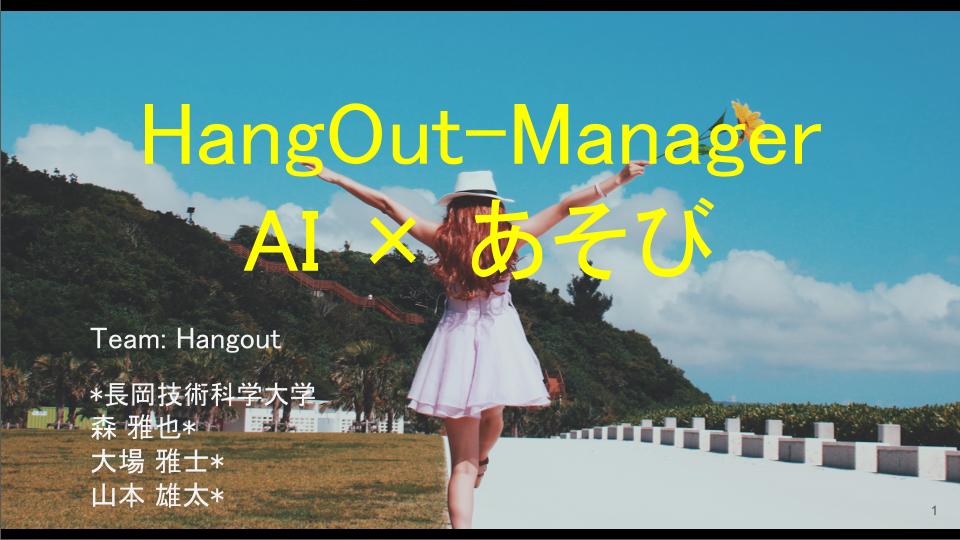 HangOut-Manager
AI × あそび
Team: Hangout
*長岡技術科学大学
森 雅也*
大場 雅士*
山本 雄太*
1